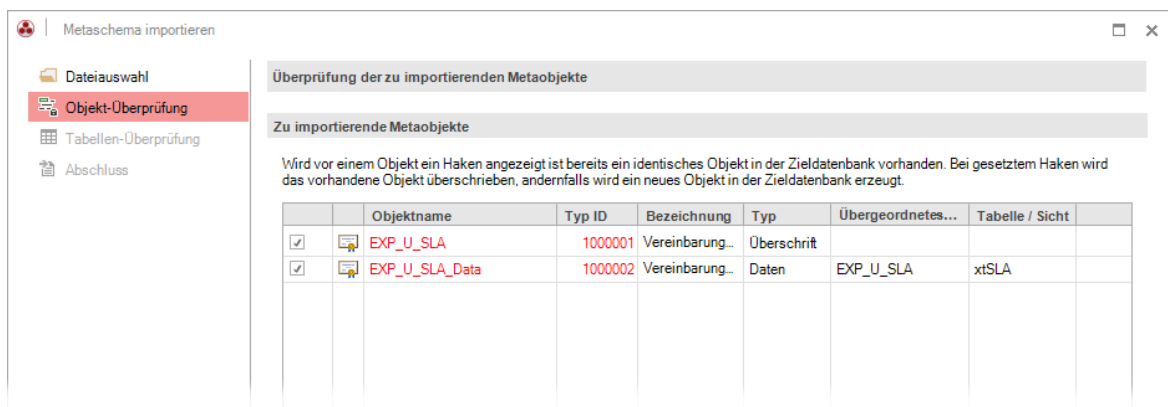 Metaschema importieren
Dateiauswahl
Objekt-Überprüfung
Tabellen-Überprüfung
Abschluss
Überprüfung der zu importierenden Metaobjekte
Zu importierende Metaobjekte
Wird vor einem Objekt ein Haken angezeigt ist bereits ein identisches Objekt in der Zieldatenbank vorhanden. Bei gesetztem Haken wird
das vorhandene Objekt überschrieben, andernfalls wird ein neues Objekt in der Zieldatenbank erzeugt.
Objektname Typ ID Bezeichnung Typ Übergeordnetes... Tabelle / Sicht
EXP_U_SLA 1000001 Vereinbarung... Überschrift
EXP_U_SLA_Data 1000002 Vereinbarung... Daten EXP_U_SLA xtSLA